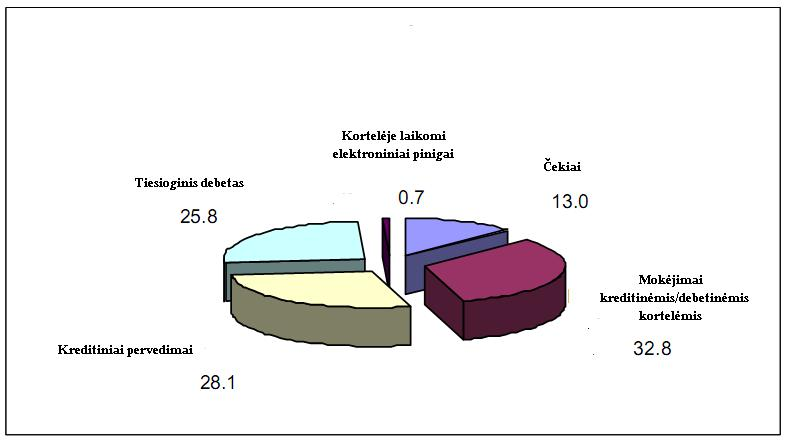 Kortelėje laikomi
elektroniniai pinigai
0.7
Čekiai
13.0
Mokėjimai
kreditinėmis/debetinėmis
kortelėmis
32.8
Kreditiniai pervedimai
28.1
Tiesioginis debetas
25.8